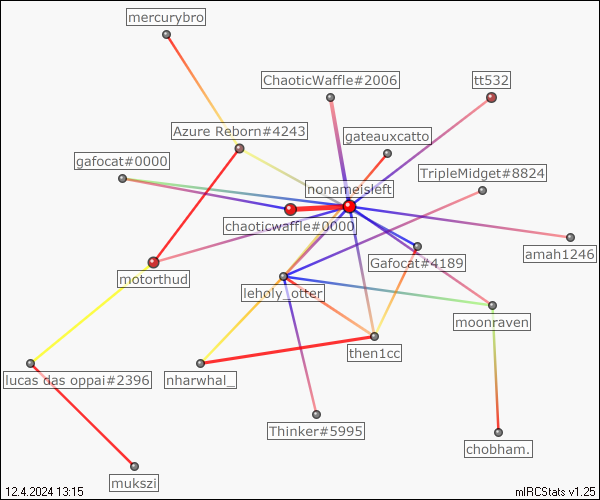 mercurybro
ChaoticWaffle#2006
tt532
Azure Reborn#4243
gateauxcatto
gafocat#0000
TripleMidget#8824
nonameisleft
chaoticwaffle#0000
amah1246
Gafocat#4189
motorthud
leholy_otter
moonraven
then1cc
lucas das oppai#2396
nharwhal_
Thinker#5995
chobham.
mukszi
12.4.2024 13:15
mIRCStats v1.25